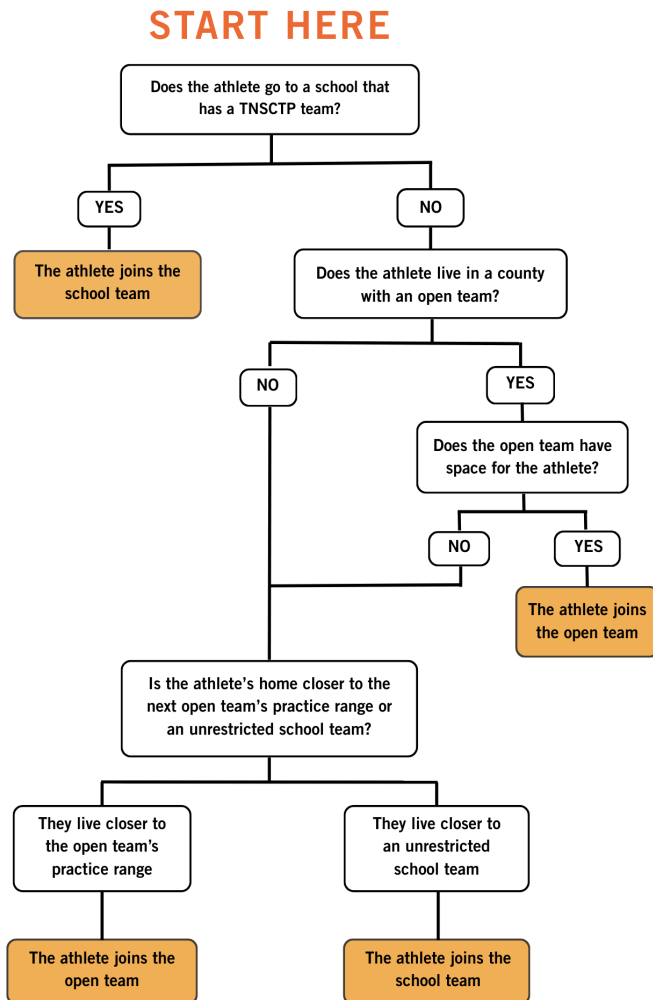 START HERE
Does the athlete go to a school that
has a TNSCTP team?
YES
NO
The athlete joins the
school team
Does the athlete live in a county
with an open team?
NO
YES
Does the open team have
space for the athlete?
NO
YES
The athlete joins
the open team
Is the athlete's home closer to the
next open team's practice range or
an unrestricted school team?
They live closer to
the open team's
practice range
They live closer to
an unrestricted
school team
The athlete joins the
open team
The athlete joins the
school team